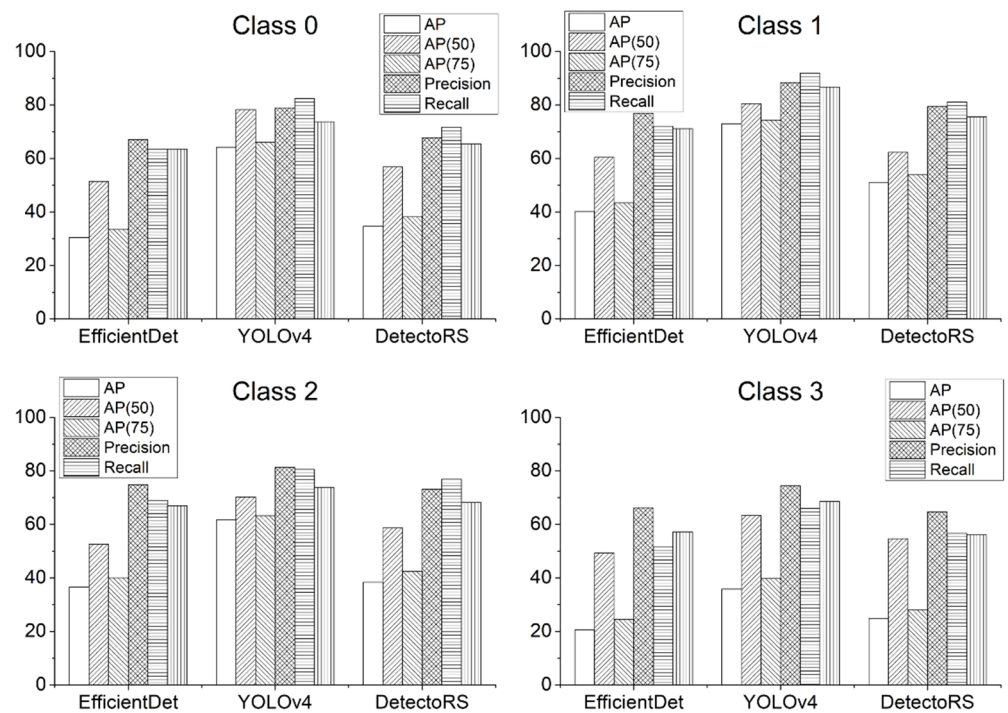 Class 0
AP
AP(50)
AP(75)
Precision
Recall
100
80
60
40
20
0
EfficientDet YOLOv4 DetectoRS
Class 1
AP
AP(50)
AP(75)
Precision
Recall
100
80
60
40
20
0
EfficientDet YOLOv4 DetectoRS
Class 2
AP
AP(50)
AP(75)
Precision
Recall
100
80
60
40
20
0
EfficientDet YOLOv4 DetectoRS
Class 3
AP
AP(50)
AP(75)
Precision
Recall
100
80
60
40
20
0
EfficientDet YOLOv4 DetectoRS